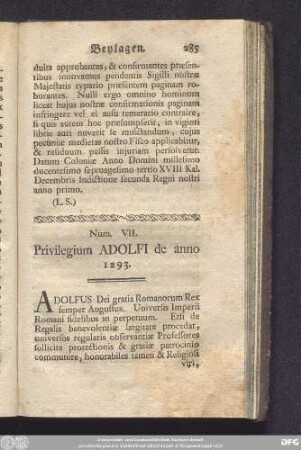 Beylagen. 285
dulta approbantes, & confirmantes præsen-
tibus innovamus pendentis Sigilli nostræ
Majestatis typario præsentem paginam ro-
borantes. Nulli ergo omnino hominum
liceat hujus nostræ confirmationis paginam
infringere vel ei ausu temerario contraire,
si quis autem hoc præsumpserit, in viginti
libris auri noverit se mulctandum, cujus
pecuniæ medietas nostro Fisco applicabitur,
& residuum passis injuriam persolvetur.
Datum Coloniæ Anno Domini millesimo
ducentesimo septuagesimo tertio XVIII Kal.
Decembris Indictione secunda Regni nostri
anno primo.
(L. S.)
Num. VII.
Privilegium ADOLFI de anno
1293.
ADOLFUS Dei gratia Romanorum Rex
semper Augustus. Universis Imperii
Romani fidelibus in perpetuum. Etsi de
Regalis benevolentiæ largitate procedat,
universos regularis observantiæ Professores
sollicite protectionis & gratiæ patrocinio
communire, honorabiles tamen & Religiosi
viri,